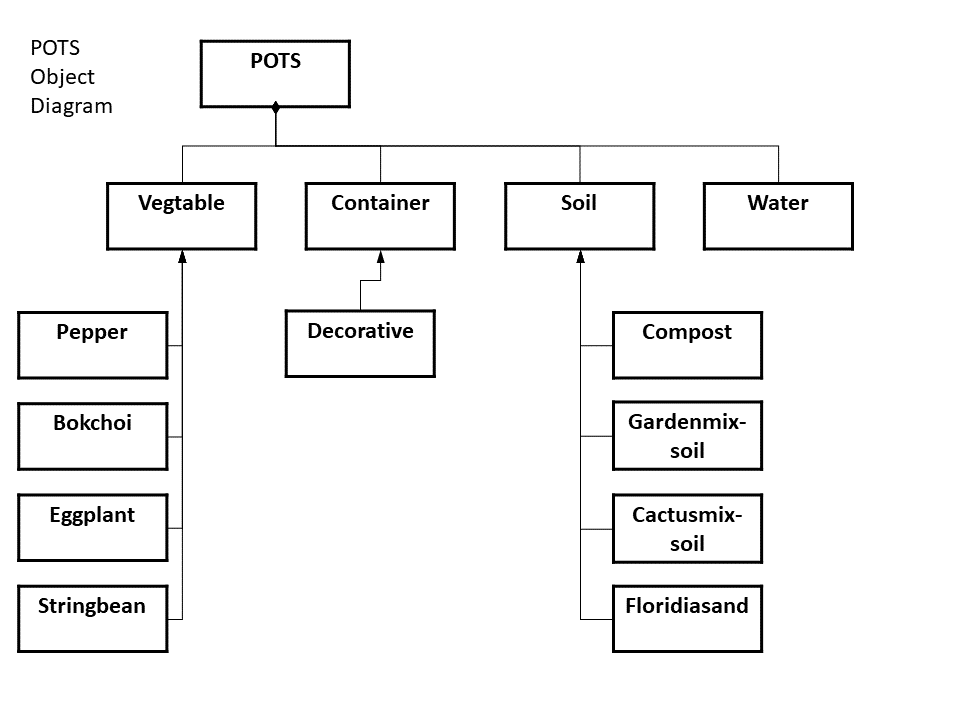 POTS
Object
Diagram
POTS
Vegtable
Container
Soil
Water
Pepper
Decorative
Compost
Bokchoi
Gardenmix-
soil
Eggplant
Cactusmix-
soil
Stringbean
Floridiasand